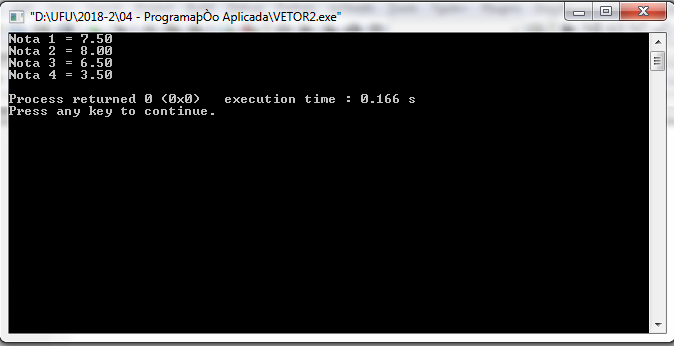 "D:\UFU\2018-2\04 - ProgramaþÒo Aplicada\VETOR2.exe"
Nota 1 = 7.50
Nota 2 = 8.00
Nota 3 = 6.50
Nota 4 = 3.50
Process returned 0 (0x0)   execution time : 0.166 s
Press any key to continue.